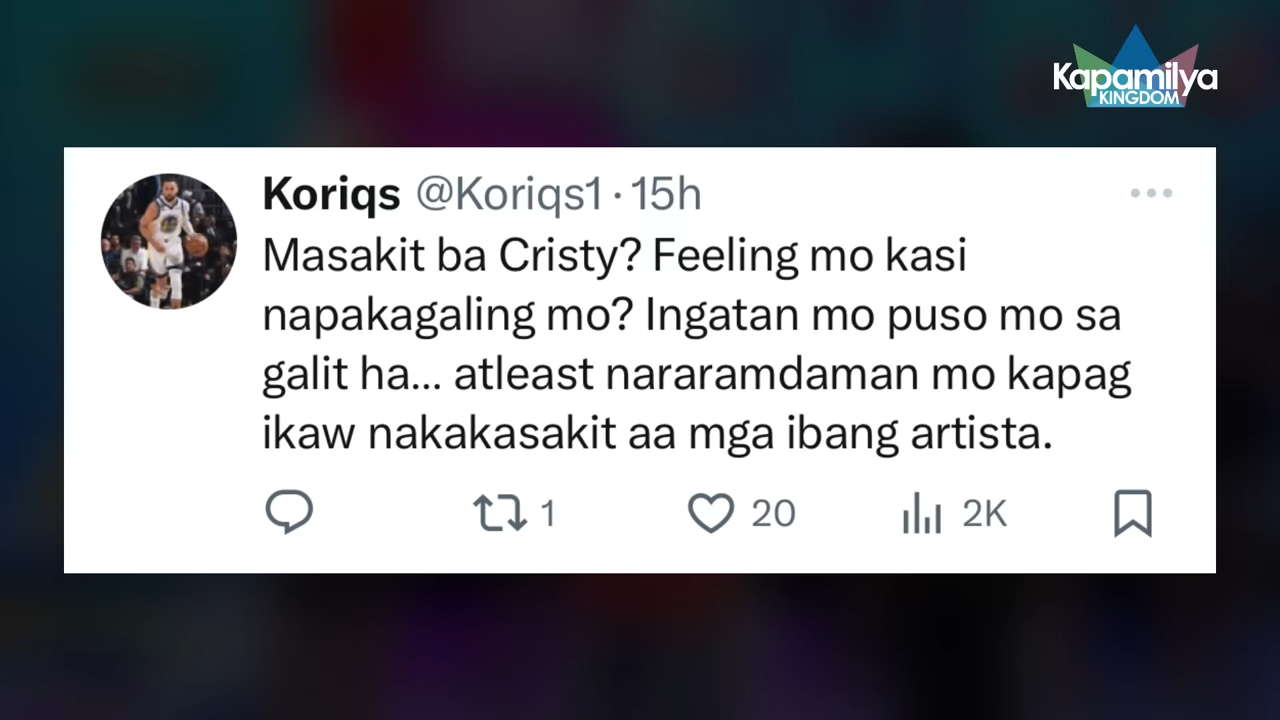 Kapamilya
KINGDOM
Koriqs @Koriqs1 · 15h
Masakit ba Cristy? Feeling mo kasi
napakagaling mo? Ingatan mo puso mo sa
galit ha... atleast nararamdaman mo kapag
ikaw nakakasakit aa mga ibang artista.
1 20 2K